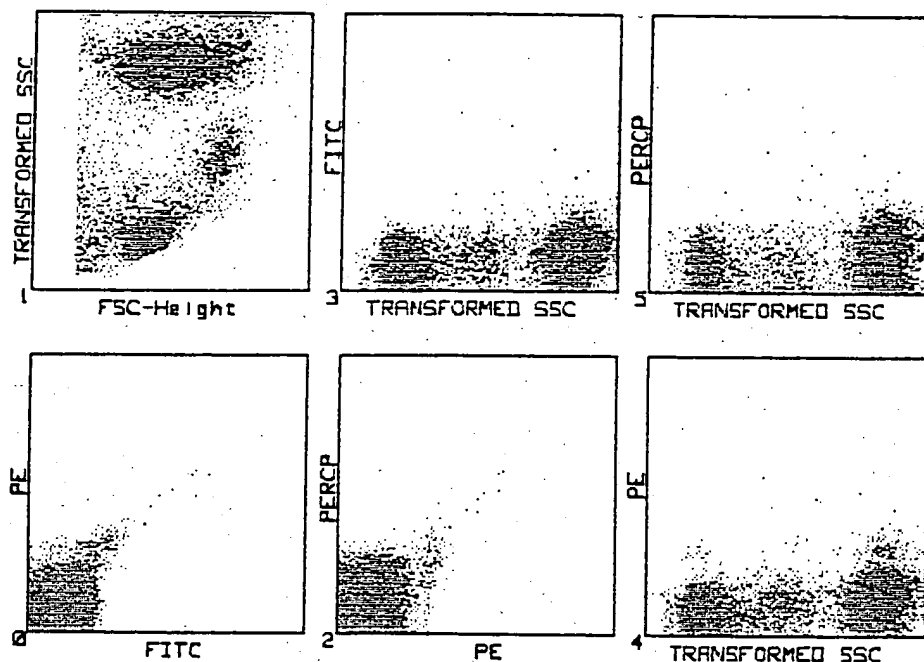 TRANSFORMED SSC
1
FSC-Height
FITC
3
TRANSFORMED SSC
PERCP
5
TRANSFORMED SSC
PE
0
FITC
PERCP
2
PE
PE
4
TRANSFORMED SSC